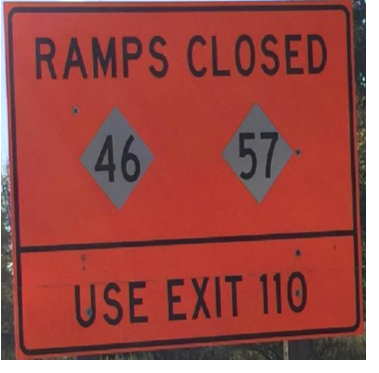 RAMPS CLOSED
46 57
USE EXIT 110